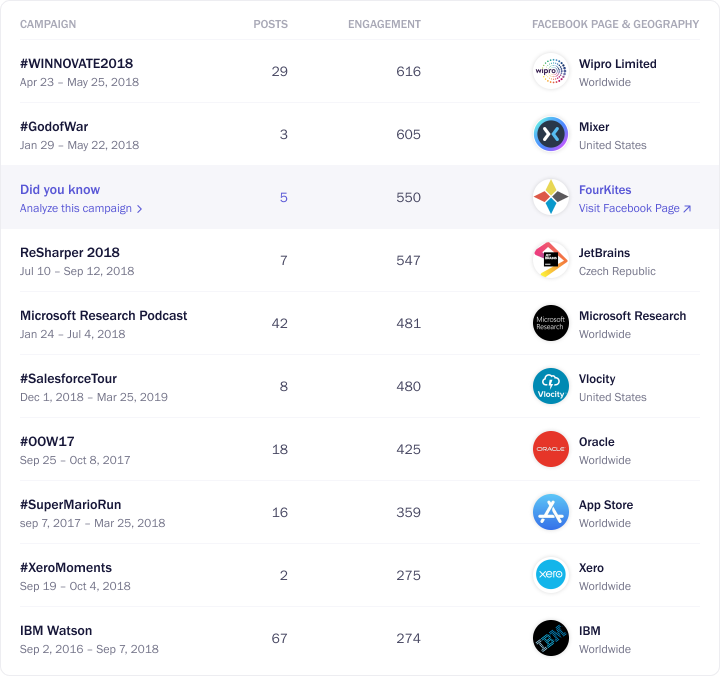 CAMPAIGN POSTS ENGAGEMENT FACEBOOK PAGE & GEOGRAPHY
#WINNOVATE2018 29 616 wipro Wipro Limited
Apr 23 – May 25, 2018 Worldwide
#GodofWar 3 605 Mixer
Jan 29 – May 22, 2018 United States
Did you know 5 550 FourKites
Analyze this campaign Visit Facebook Page
ReSharper 2018 7 547 JET BRAINS JetBrains
Jul 10 – Sep 12, 2018 Czech Republic
Microsoft Research Podcast 42 481 Microsoft Research Microsoft Research
Jan 24 – Jul 4, 2018 Worldwide
#SalesforceTour 8 480 Vlocity Vlocity
Dec 1, 2018 – Mar 25, 2019 United States
#OOW17 18 425 ORACLE Oracle
Sep 25 – Oct 8, 2017 Worldwide
#SuperMarioRun 16 359 App Store
sep 7, 2017 – Mar 25, 2018 Worldwide
#XeroMoments 2 275 xero Xero
Sep 19 – Oct 4, 2018 Worldwide
IBM Watson 67 274 IBM IBM
Sep 2, 2016 – Sep 7, 2018 Worldwide